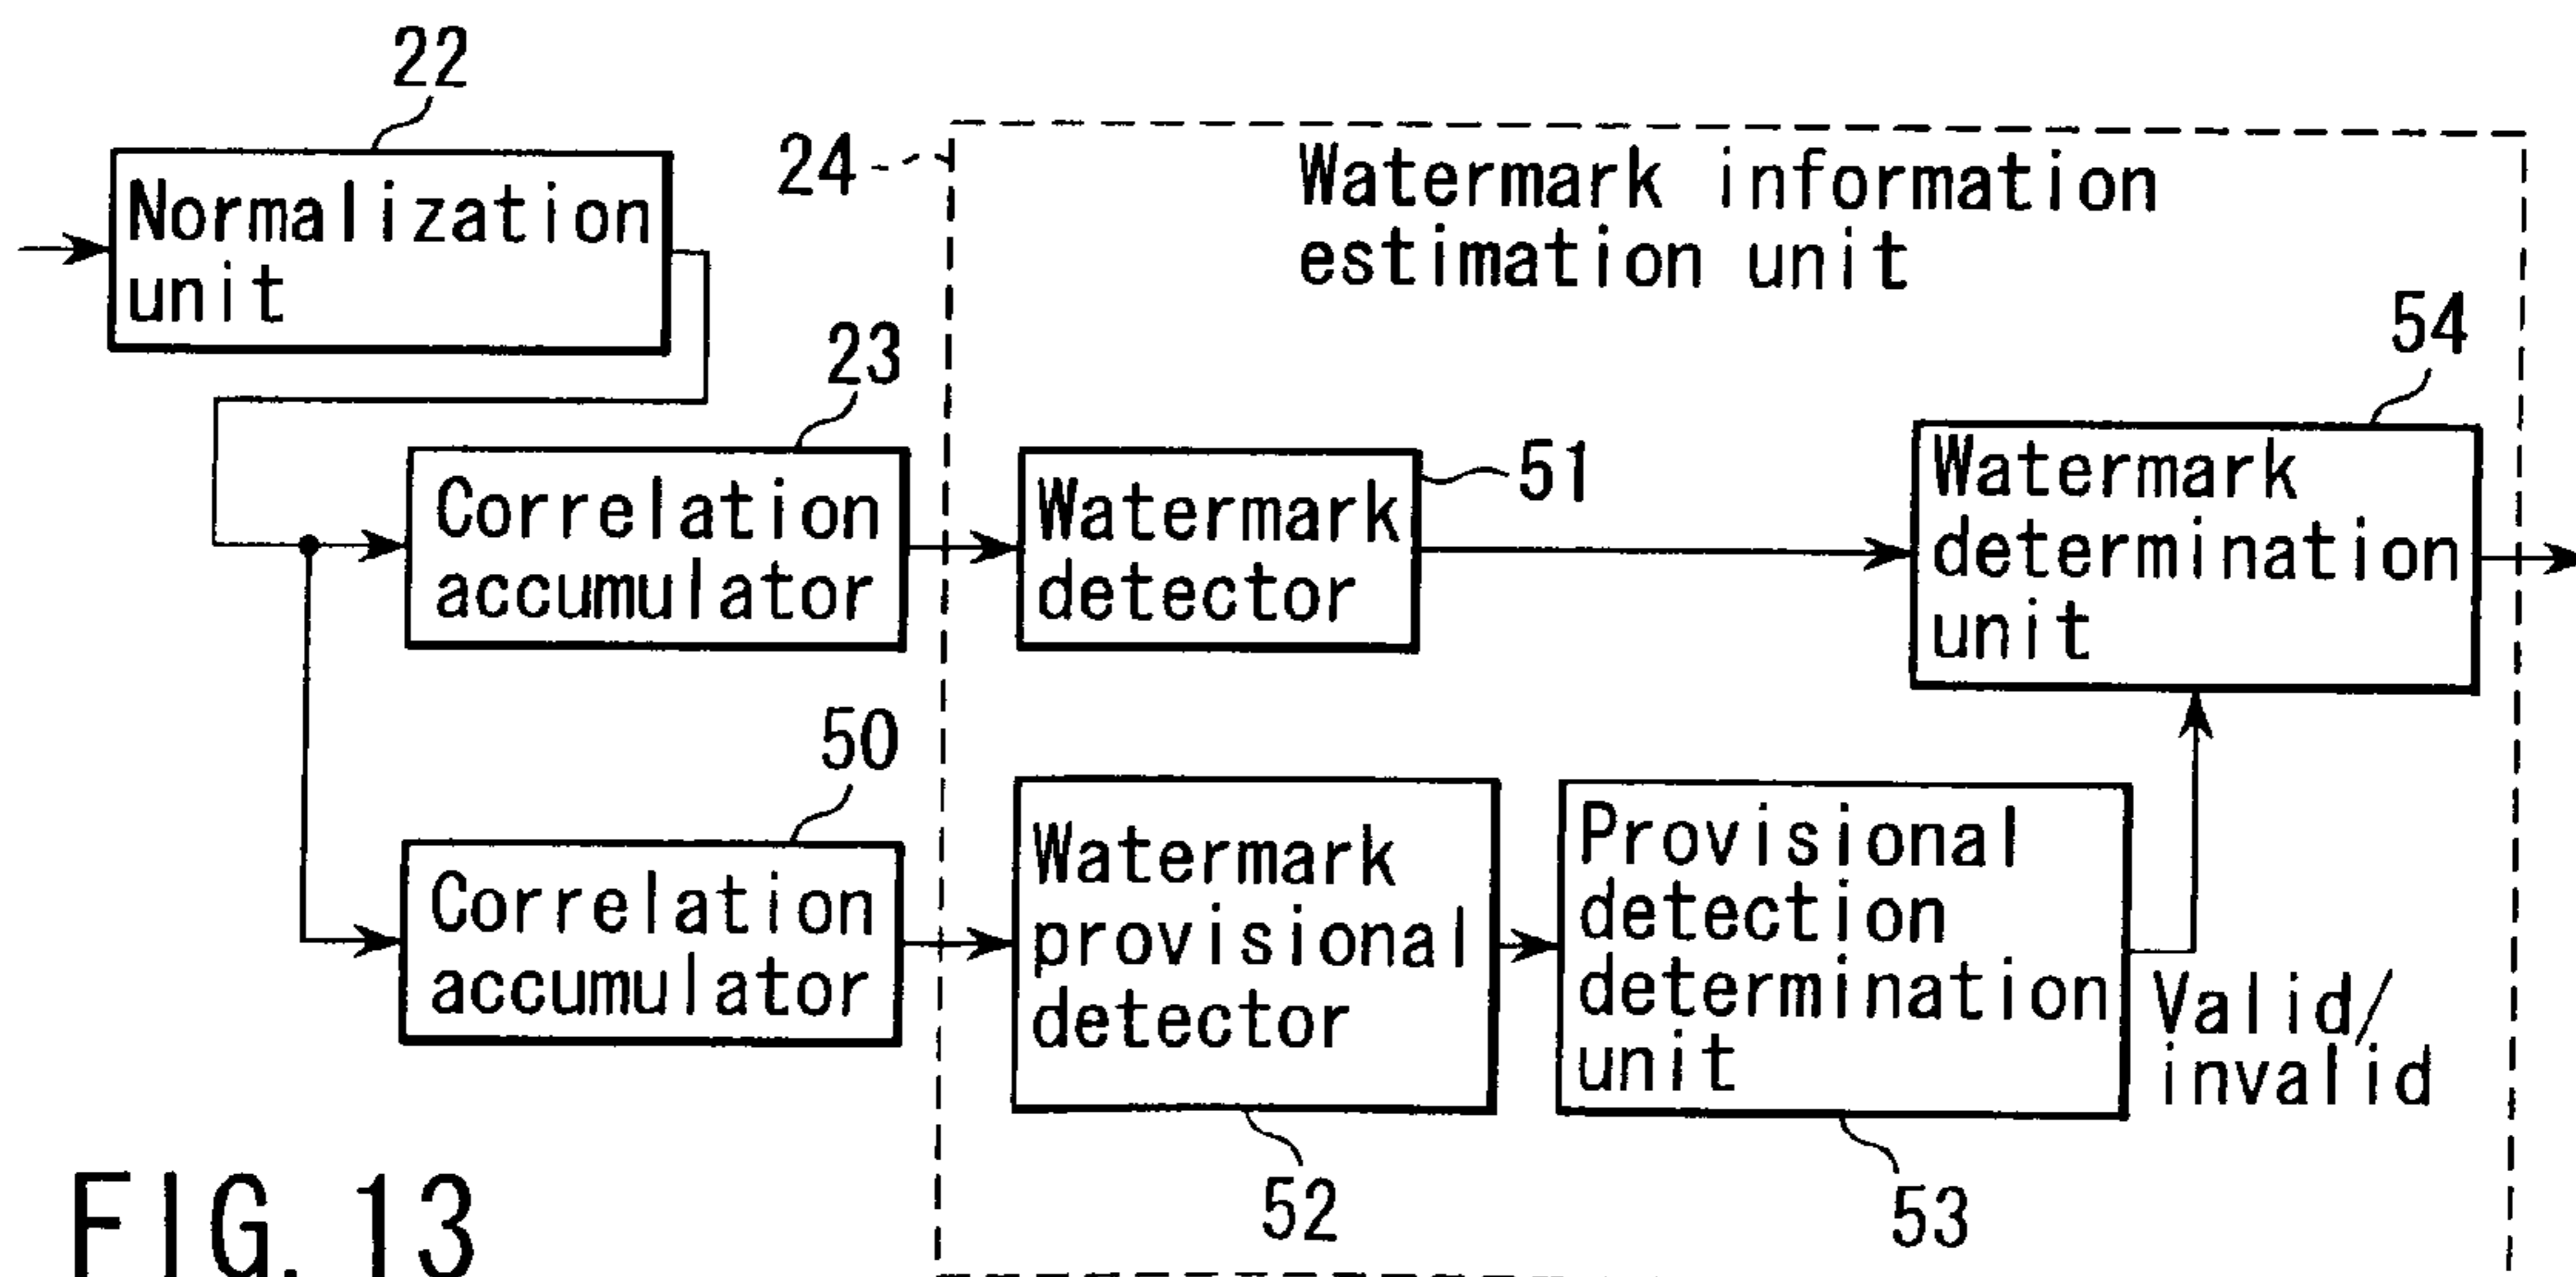 22
Normalization
unit
24
Watermark information
estimation unit
23
Correlation
accumulator
Watermark
detector
51
54
Watermark
determination
unit
50
Correlation
accumulator
Watermark
provisional
detector
52
Provisional
detection
determination
unit
53
Valid/
invalid
FIG. 13